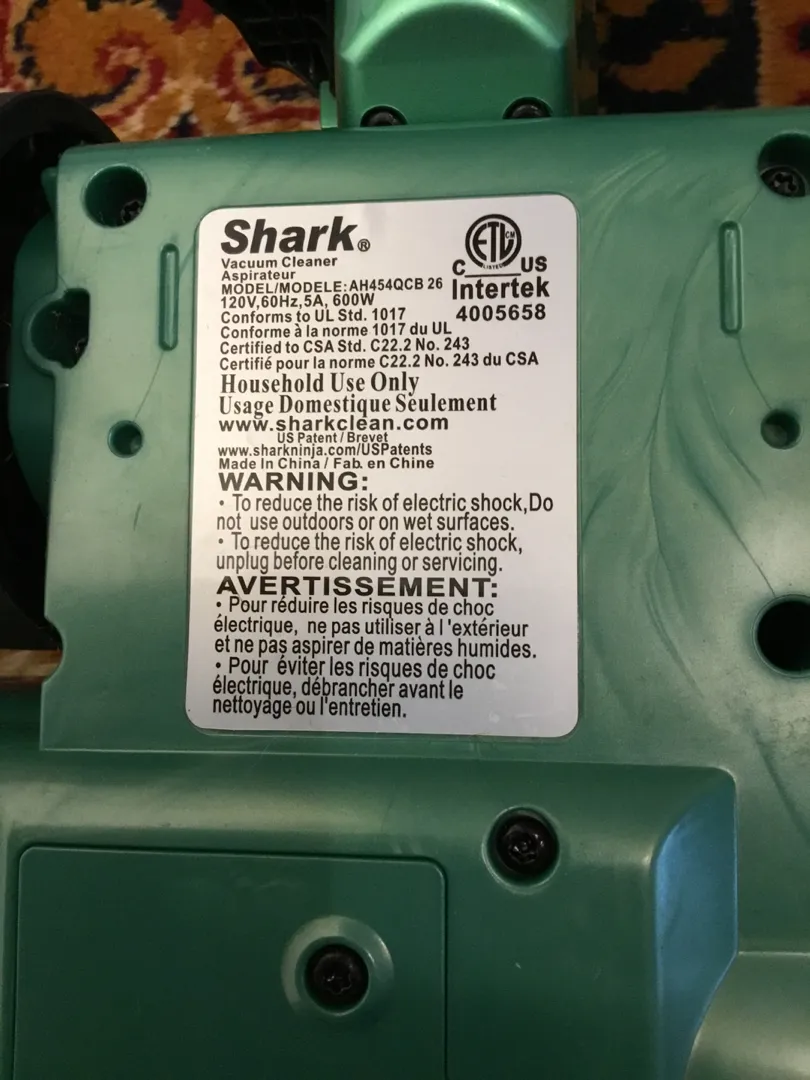 Shark®
Vacuum Cleaner
Aspirateur
MODEL/MODELE: AH454QCB 26
120V,60Hz,5A, 600W
Conforms to UL Std. 1017
Conforme à la norme 1017 du UL
Certified to CSA Std. C22.2 No. 243
Certifié pour la norme C22.2 No. 243 du CSA
ETL CM
LISTED
C US
Intertek
4005658
Household Use Only
Usage Domestique Seulement
www.sharkclean.com
US Patent / Brevet
www.sharkninja.com/USPatents
Made In China / Fab. en Chine
WARNING:
• To reduce the risk of electric shock,Do
not use outdoors or on wet surfaces.
• To reduce the risk of electric shock,
unplug before cleaning or servicing.
AVERTISSEMENT:
• Pour réduire les risques de choc
électrique, ne pas utiliser à l'extérieur
et ne pas aspirer de matières humides.
• Pour éviter les risques de choc
électrique, débrancher avant le
nettoyage ou l'entretien.